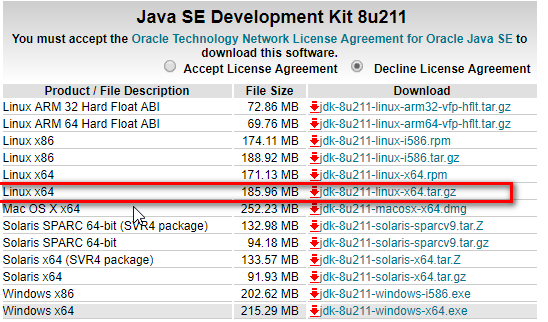 Java SE Development Kit 8u211
You must accept the Oracle Technology Network License Agreement for Oracle Java SE to
download this software.
Accept License Agreement Decline License Agreement
Product / File Description File Size Download
Linux ARM 32 Hard Float ABI 72.86 MB jdk-8u211-linux-arm32-vfp-hflt.tar.gz
Linux ARM 64 Hard Float ABI 69.76 MB jdk-8u211-linux-arm64-vfp-hflt.tar.gz
Linux x86 174.11 MB jdk-8u211-linux-i586.rpm
Linux x86 188.92 MB jdk-8u211-linux-i586.tar.gz
Linux x64 171.13 MB jdk-8u211-linux-x64.rpm
Linux x64 185.96 MB jdk-8u211-linux-x64.tar.gz
Mac OS X x64 252.23 MB jdk-8u211-macosx-x64.dmg
Solaris SPARC 64-bit (SVR4 package) 132.98 MB jdk-8u211-solaris-sparcv9.tar.Z
Solaris SPARC 64-bit 94.18 MB jdk-8u211-solaris-sparcv9.tar.gz
Solaris x64 (SVR4 package) 133.57 MB jdk-8u211-solaris-x64.tar.Z
Solaris x64 91.93 MB jdk-8u211-solaris-x64.tar.gz
Windows x86 202.62 MB jdk-8u211-windows-i586.exe
Windows x64 215.29 MB jdk-8u211-windows-x64.exe